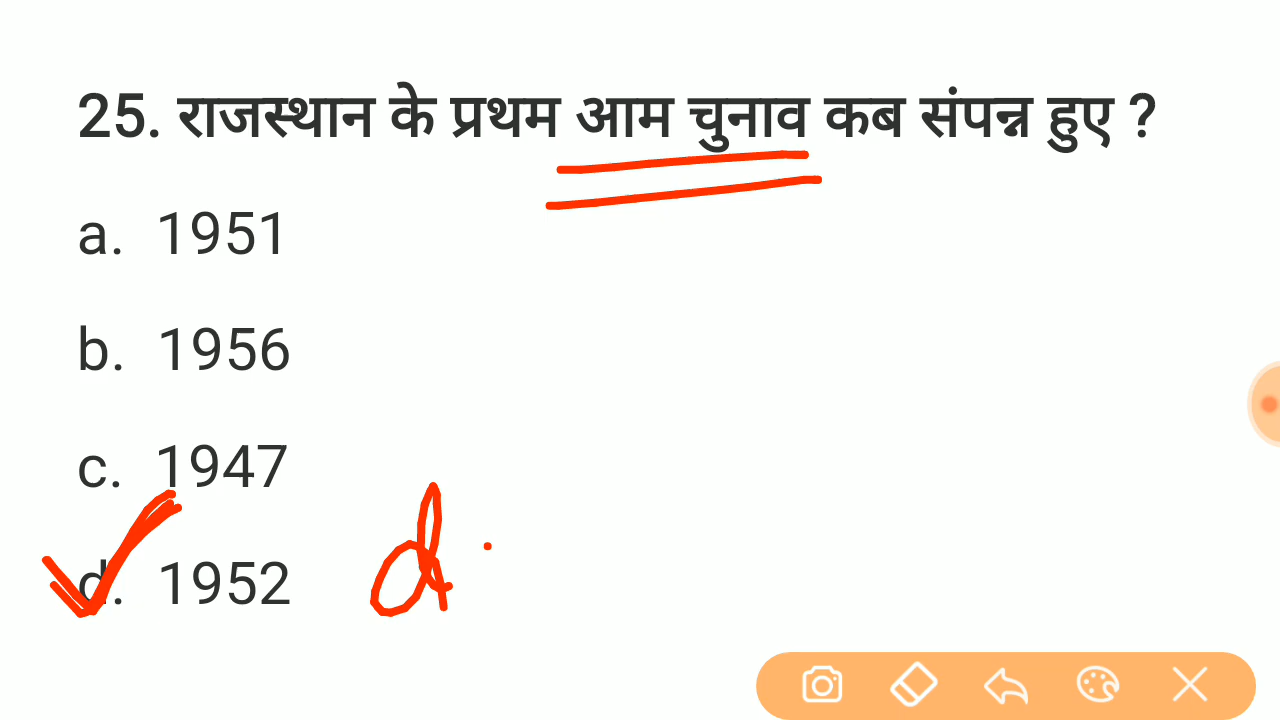 25. राजस्थान के प्रथम आम चुनाव कब संपन्न हुए ?
a. 1951
b. 1956
c. 1947
d. 1952 d